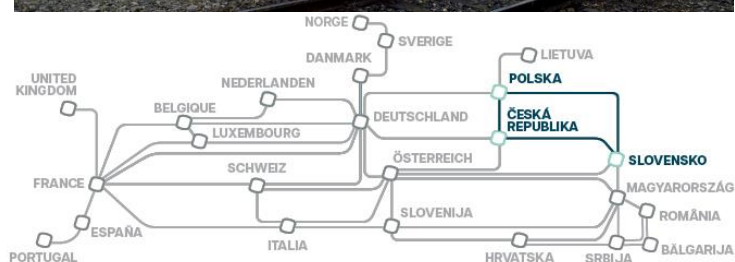 NORGE
SVERIGE
DANMARK
LIETUVA
UNITED
KINGDOM
NEDERLANDEN
POLSKA
BELGIQUE
DEUTSCHLAND
ČESKÁ
REPUBLIKA
LUXEMBOURG
SCHWEIZ
ÖSTERREICH
SLOVENSKO
FRANCE
MAGYARORSZÁG
ESPAÑA
SLOVENIJA
ROMÂNIA
PORTUGAL
ITALIA
HRVATSKA
SRBIJA
BÄLGARIJA